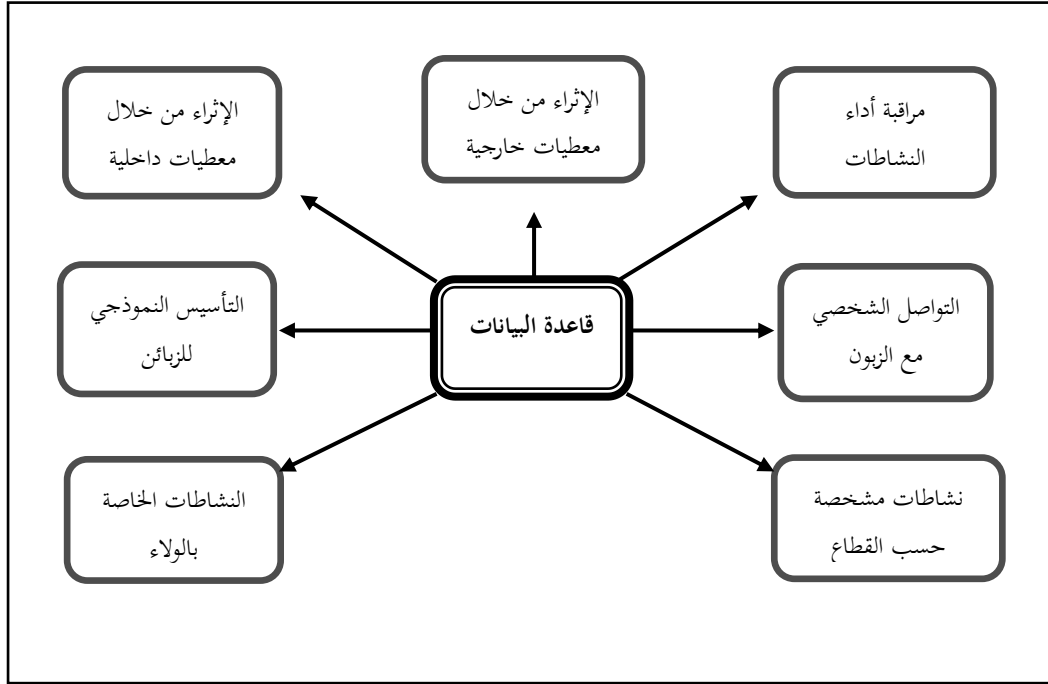 مراقبة أداء
النشاطات
الإثراء من خلال
معطيات خارجية
الإثراء من خلال
معطيات داخلية
التواصل الشخصي
مع الزبون
قاعدة البيانات
التأسيس النموذجي
للزبائن
نشاطات مشخصة
حسب القطاع
النشاطات الخاصة
بالولاء